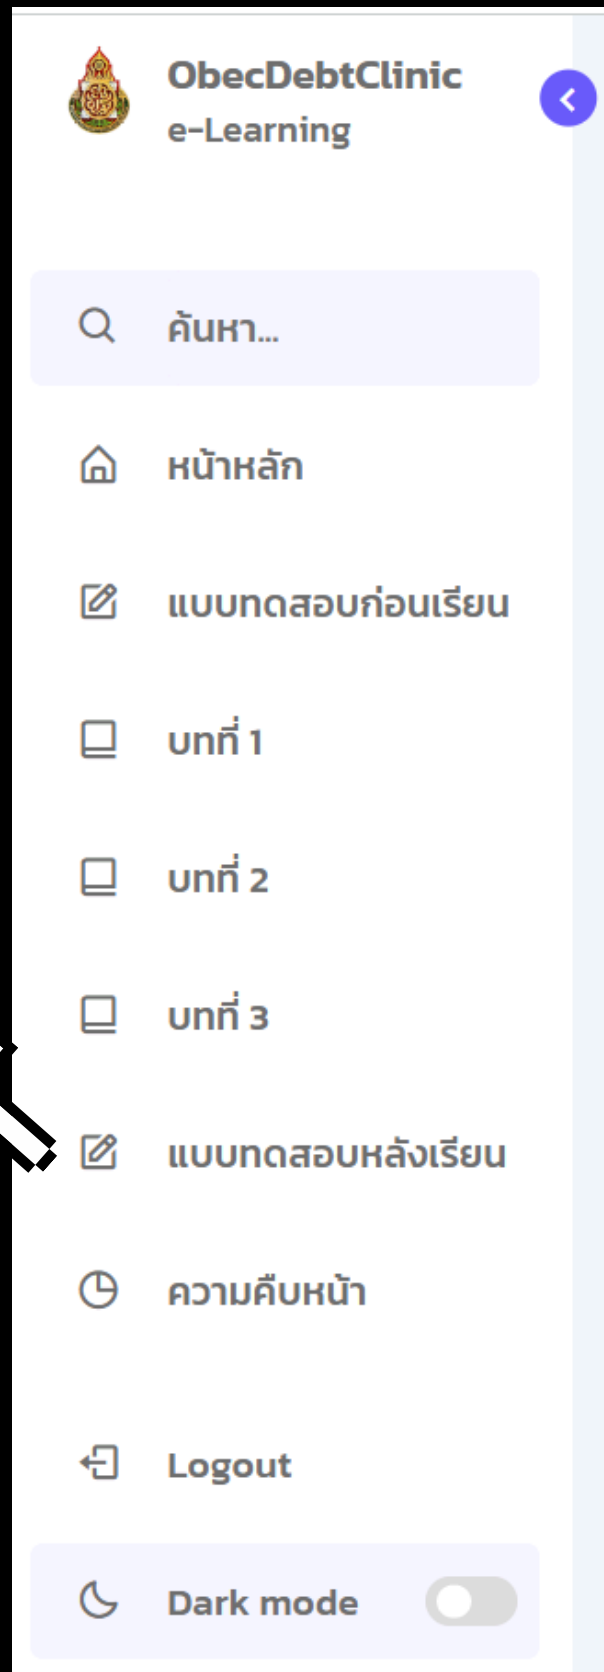 ObecDebtClinic
e-Learning
ค้นหา...
หน้าหลัก
แบบทดสอบก่อนเรียน
บทที่ 1
บทที่ 2
บทที่ 3
แบบทดสอบหลังเรียน
ความคืบหน้า
Logout
Dark mode